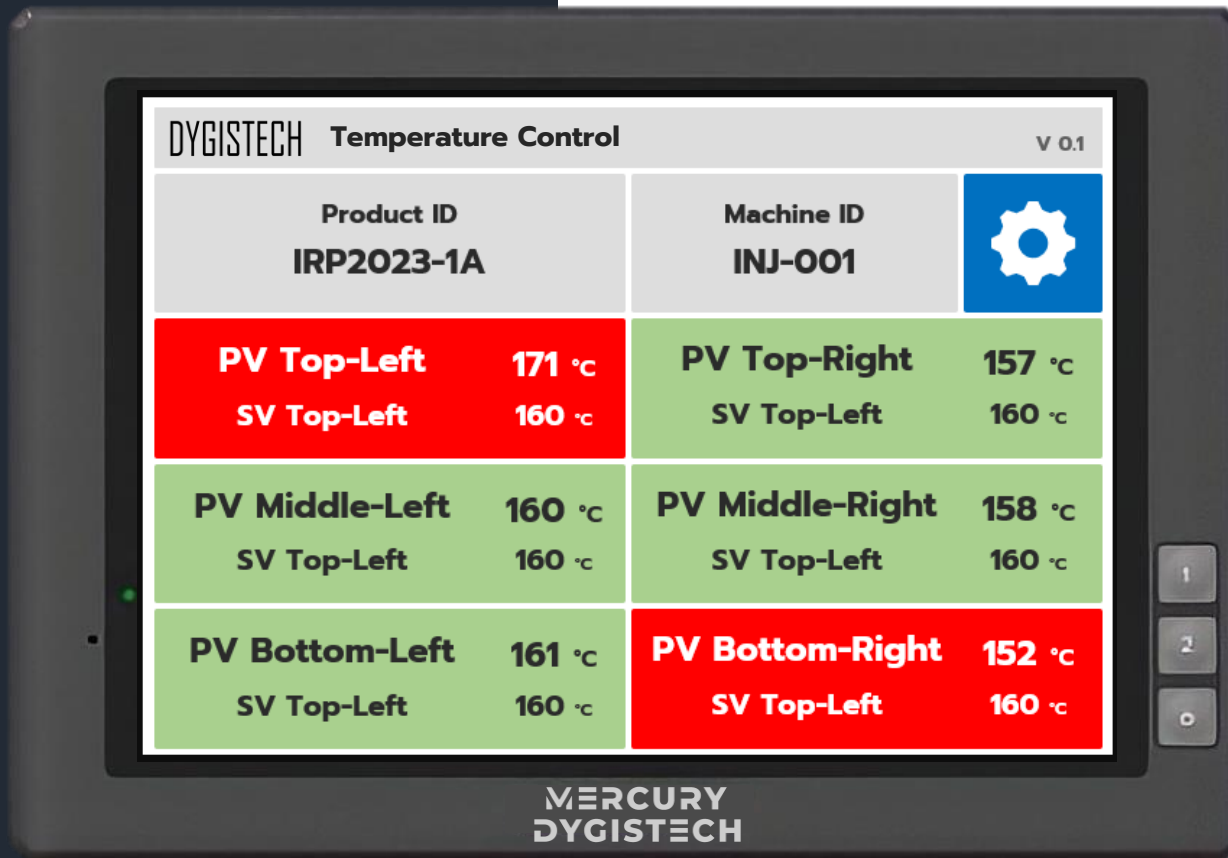 DYGISTECH Temperature Control V 0.1
Product ID
IRP2023-1A
Machine ID
INJ-001
PV Top-Left 171 °C
SV Top-Left 160 °C
PV Top-Right 157 °C
SV Top-Left 160 °C
PV Middle-Left 160 °C
SV Top-Left 160 °C
PV Middle-Right 158 °C
SV Top-Left 160 °C
PV Bottom-Left 161 °C
SV Top-Left 160 °C
PV Bottom-Right 152 °C
SV Top-Left 160 °C
1
2
0
MERCURY
DYGISTECH